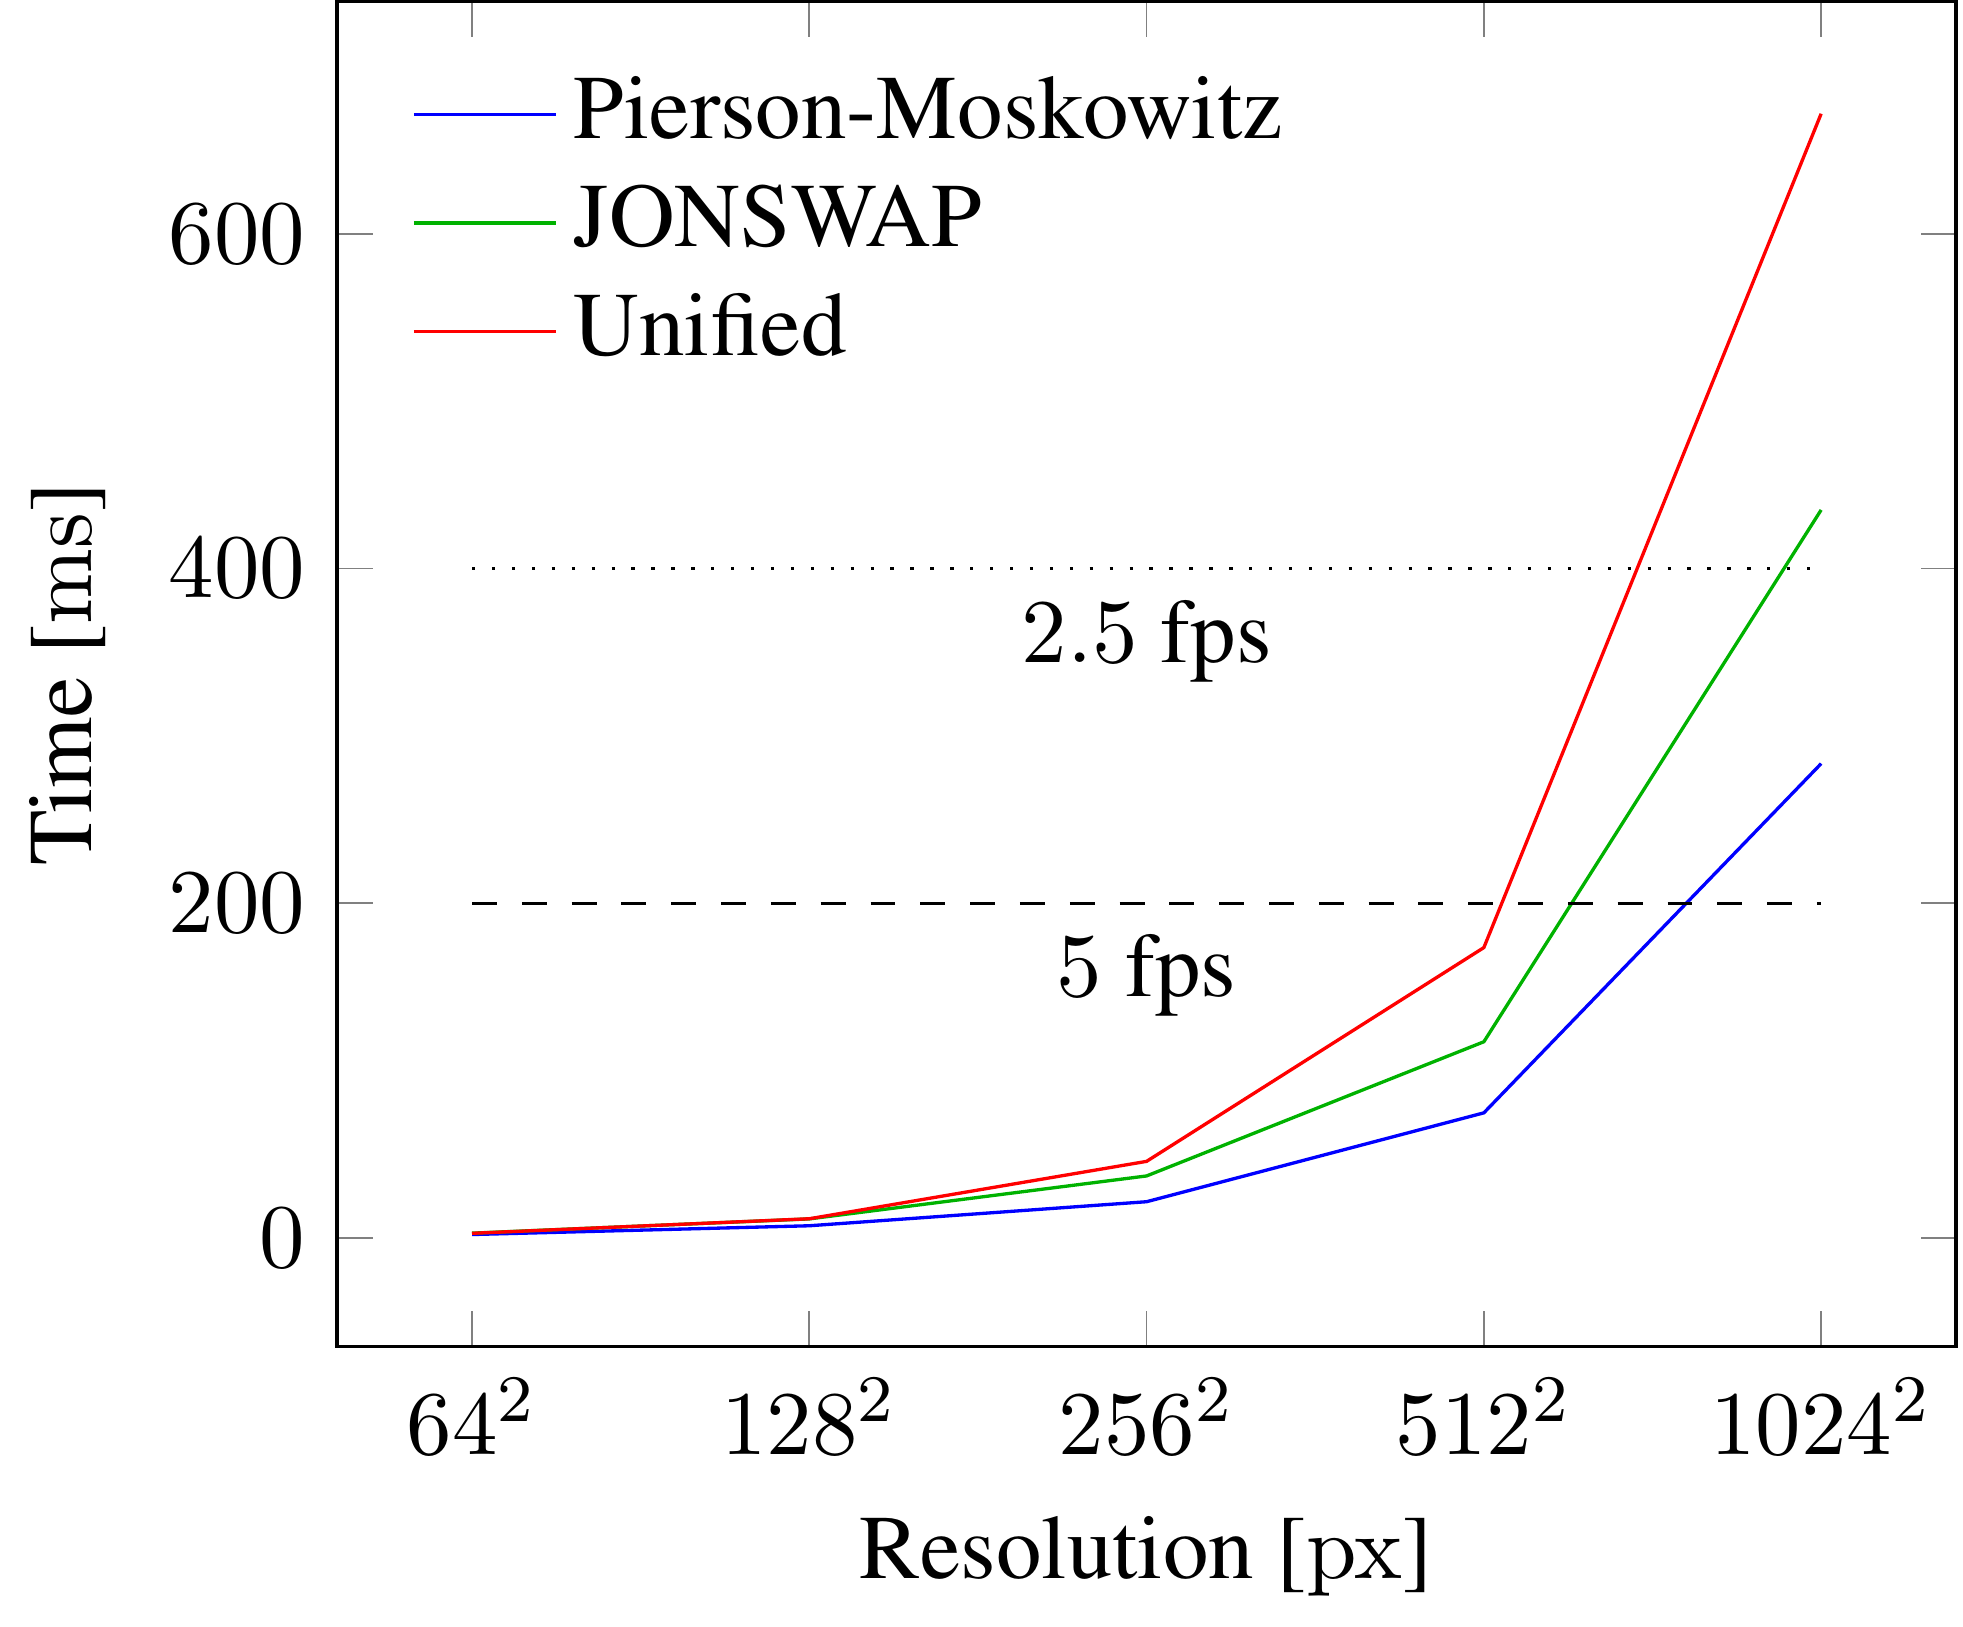 Pierson-Moskowitz
JONSWAP
Unified
600
400
200
0
Time [ms]
2.5 fps
5 fps
64²
128²
256²
512²
1024²
Resolution [px]